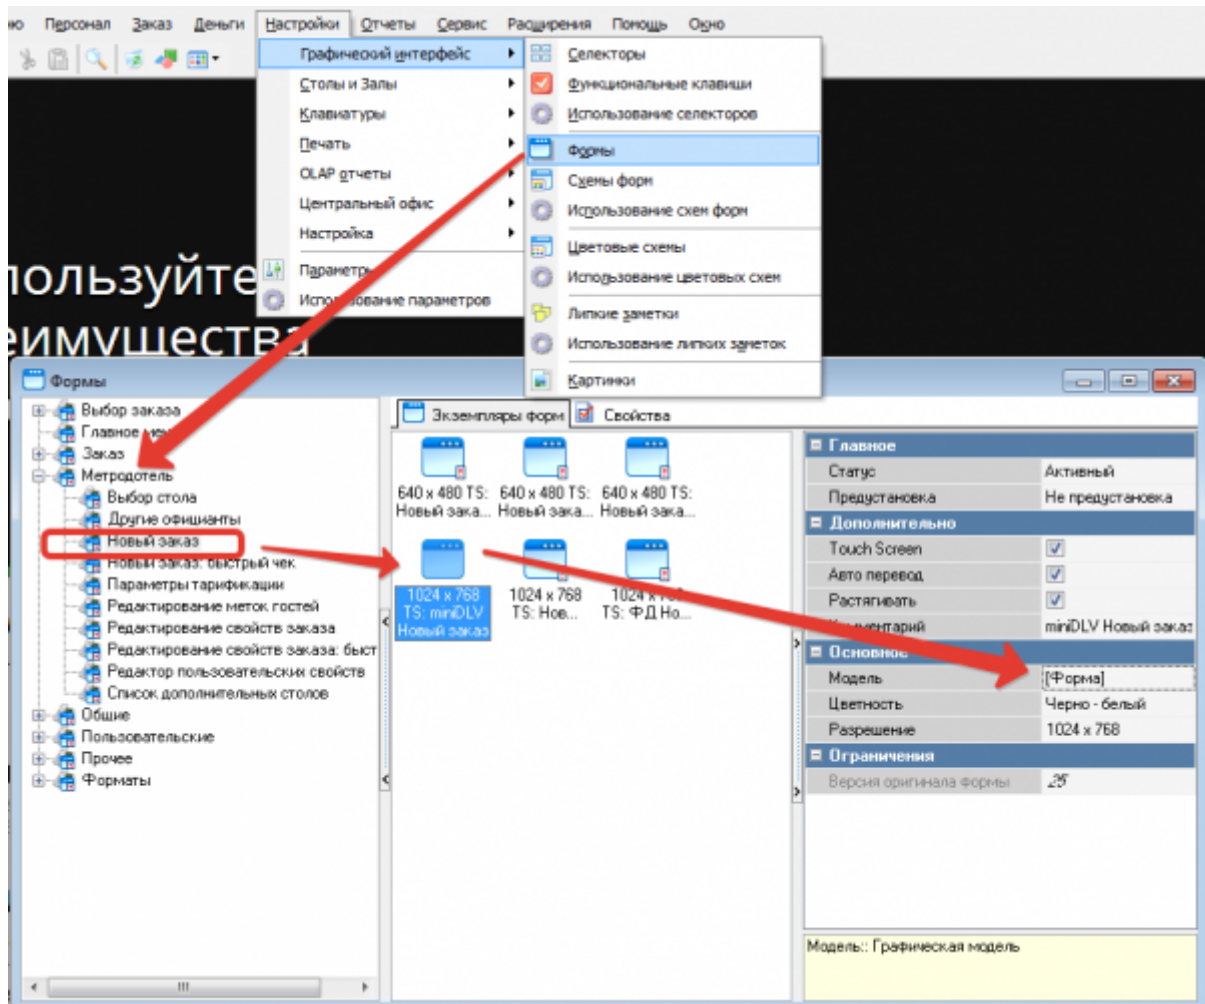 ню Персонал Заказ Деньги Настройки Отчеты Сервис Расширения Помощь Окно
Графический интерфейс
Столы и Залы
Клавиатуры
Печать
OLAP отчеты
Центральный офис
Настройка
Параметры
Использование параметров
Селекторы
Функциональные клавиши
Использование селекторов
Формы
Схемы форм
Использование схем форм
Цветовые схемы
Использование цветовых схем
Липкие заметки
Использование липких заметок
Картинки
пользуйте
еимущества
Формы
Выбор заказа
Главное
Заказ
Метродотель
Выбор стола
Другие официанты
Новый заказ
Новый заказ: быстрый чек
Параметры тарификации
Редактирование меток гостей
Редактирование свойств заказа
Редактирование свойств заказа: быст
Редактор пользовательских свойств
Список дополнительных столов
Общие
Пользовательские
Прочее
Форматы
Экземпляры форм Свойства
640 x 480 TS: 640 x 480 TS: 640 x 480 TS:
Новый зака... Новый зака... Новый зака...
1024 x 768 1024 x 768 1024 x 768
TS: miniDLV TS: Нов... TS: ФД Но...
Новый заказ
Главное
Статус Активный
Предустановка Не предустановка
Дополнительно
Touch Screen
Авто перевод
Растягивать
Комментарий miniDLV Новый заказ
Основное
Модель [Форма]
Цветность Черно - белый
Разрешение 1024 x 768
Ограничения
Версия оригинала формы 25
Модель:: Графическая модель